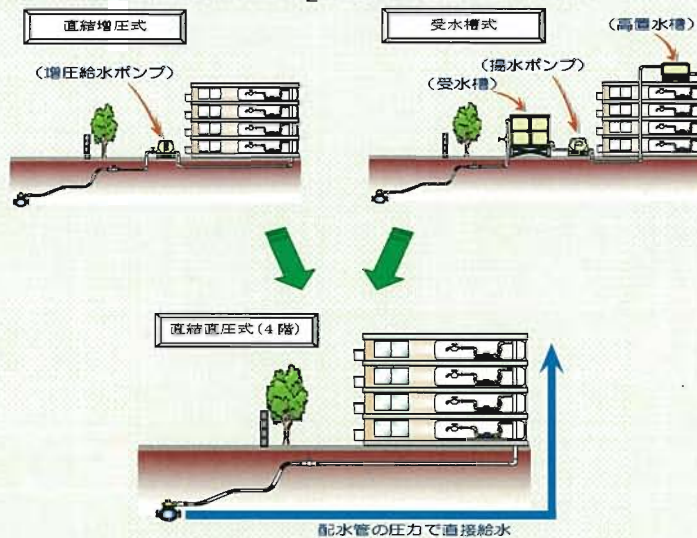 直結増圧式
(増圧給水ポンプ)
受水槽式
(高置水槽)
(揚水ポンプ)
(受水槽)
直結直圧式(4階)
配水管の圧力で直接給水